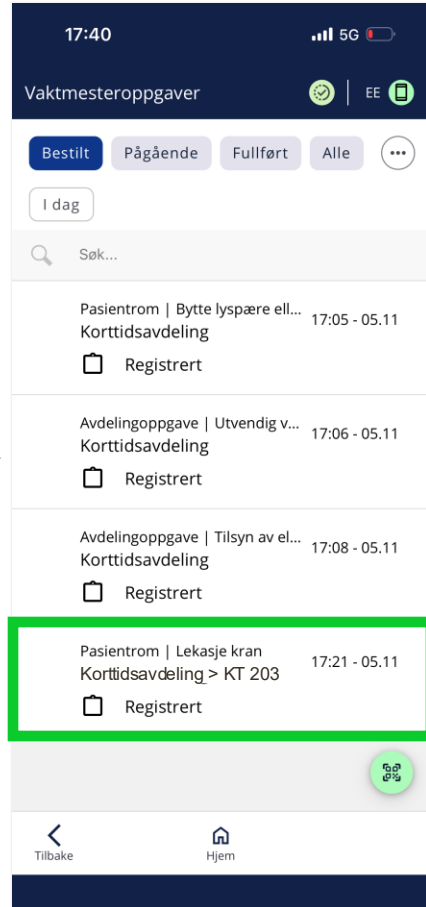 17:40
5G
Vaktmesteroppgaver
EE
Bestilt Pågående Fullført Alle
I dag
Søk...
Pasientrom | Bytte lyspære ell...
17:05 - 05.11
Korttidsavdeling
Registrert
Avdelingoppgave | Utvendig v...
17:06 - 05.11
Korttidsavdeling
Registrert
Avdelingoppgave | Tilsyn av el...
17:08 - 05.11
Korttidsavdeling
Registrert
Pasientrom | Lekasje kran
17:21 - 05.11
Korttidsavdeling > KT 203
Registrert
Tilbake
Hjem